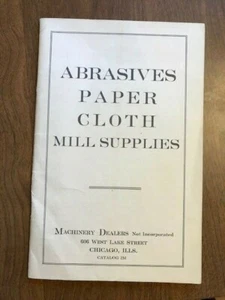 ABRASIVES
PAPER
CLOTH
MILL SUPPLIES
MACHINERY DEALERS Not Incorporated
WEST LAKE STREET
CHICAGO, ILLS.
CATALOG